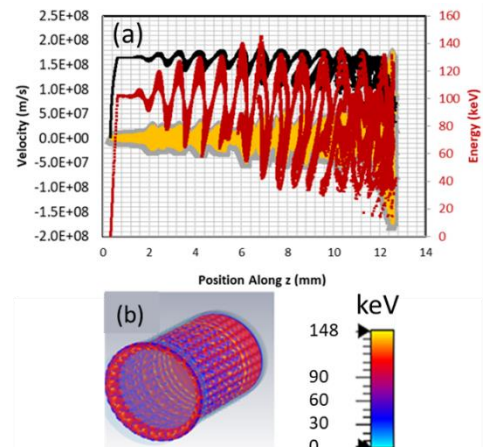 (a)
Velocity (m/s)
2.5E+08
2.0E+08
1.5E+08
1.0E+08
5.0E+07
0.0E+00
-5.0E+07
-1.0E+08
-1.5E+08
-2.0E+08
160
140
120
100
80
60
40
20
0
Energy (keV)
0 2 4 6 8 10 12 14
Position Along z (mm)
(b)
keV
148
90
60
30
0